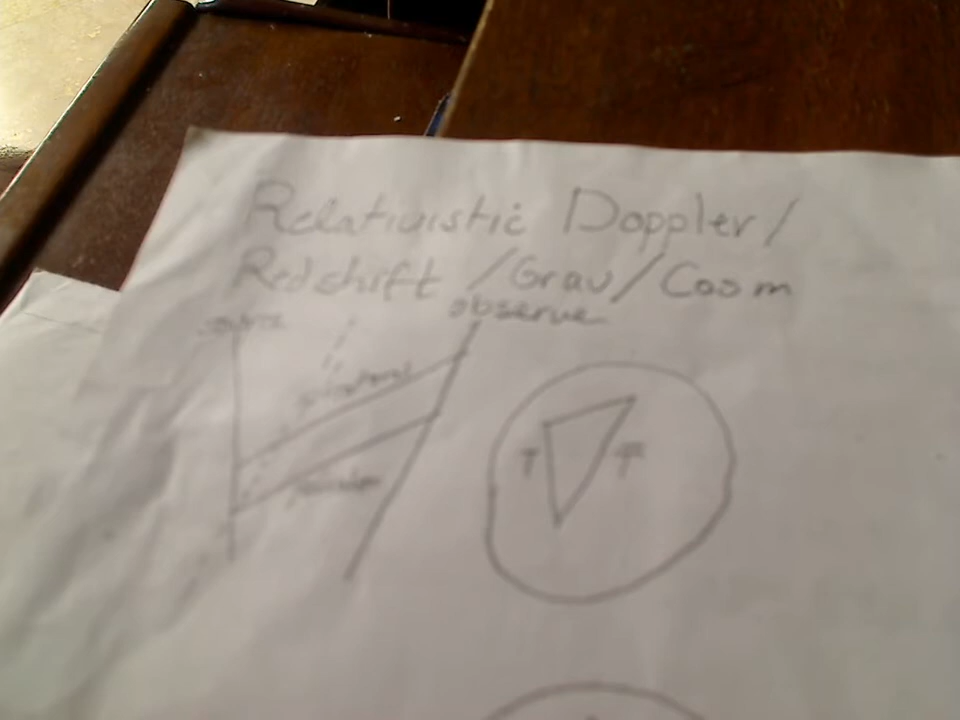 Relativistic Doppler/
Redshift /Grav/Cosm
observe
T T